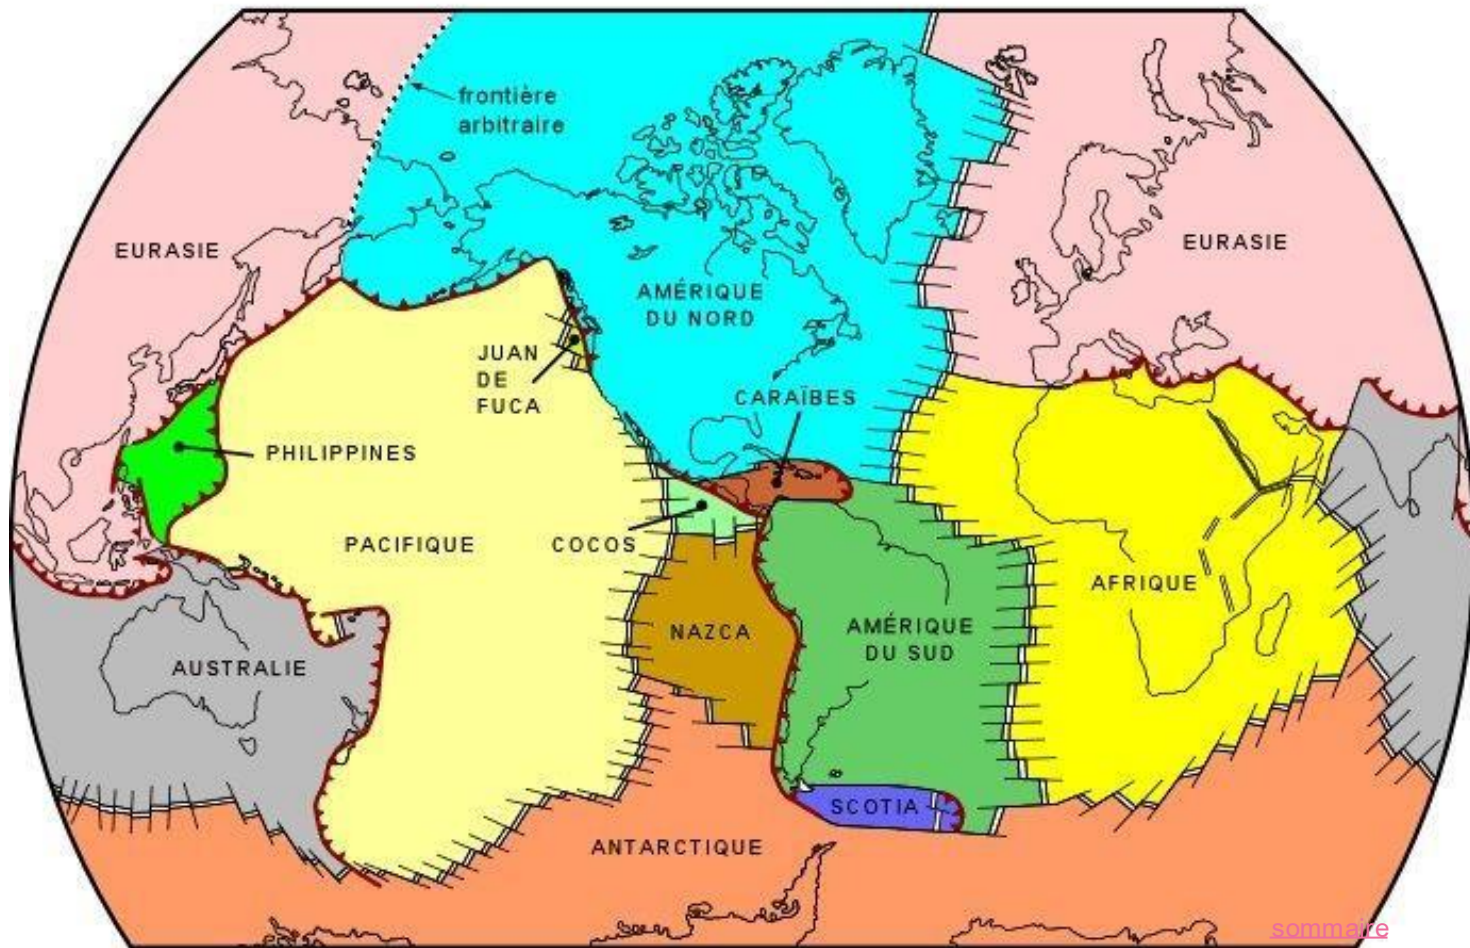 frontière
arbitraire
EURASIE
EURASIE
AMÉRIQUE
DU NORD
JUAN
DE
FUCA
CARAÏBES
PHILIPPINES
PACIFIQUE
COCOS
AFRIQUE
NAZCA
AMÉRIQUE
DU SUD
AUSTRALIE
SCOTIA
ANTARCTIQUE
sommaire